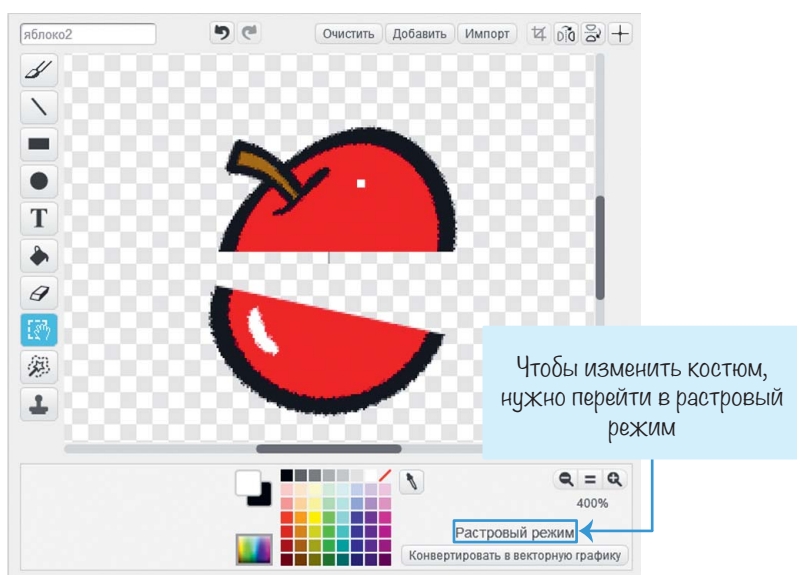 яблоко2
Очистить
Добавить
Импорт
T
Чтобы изменить костюм,
нужно перейти в растровый
режим
400%
Растровый режим
Конвертировать в векторную графику